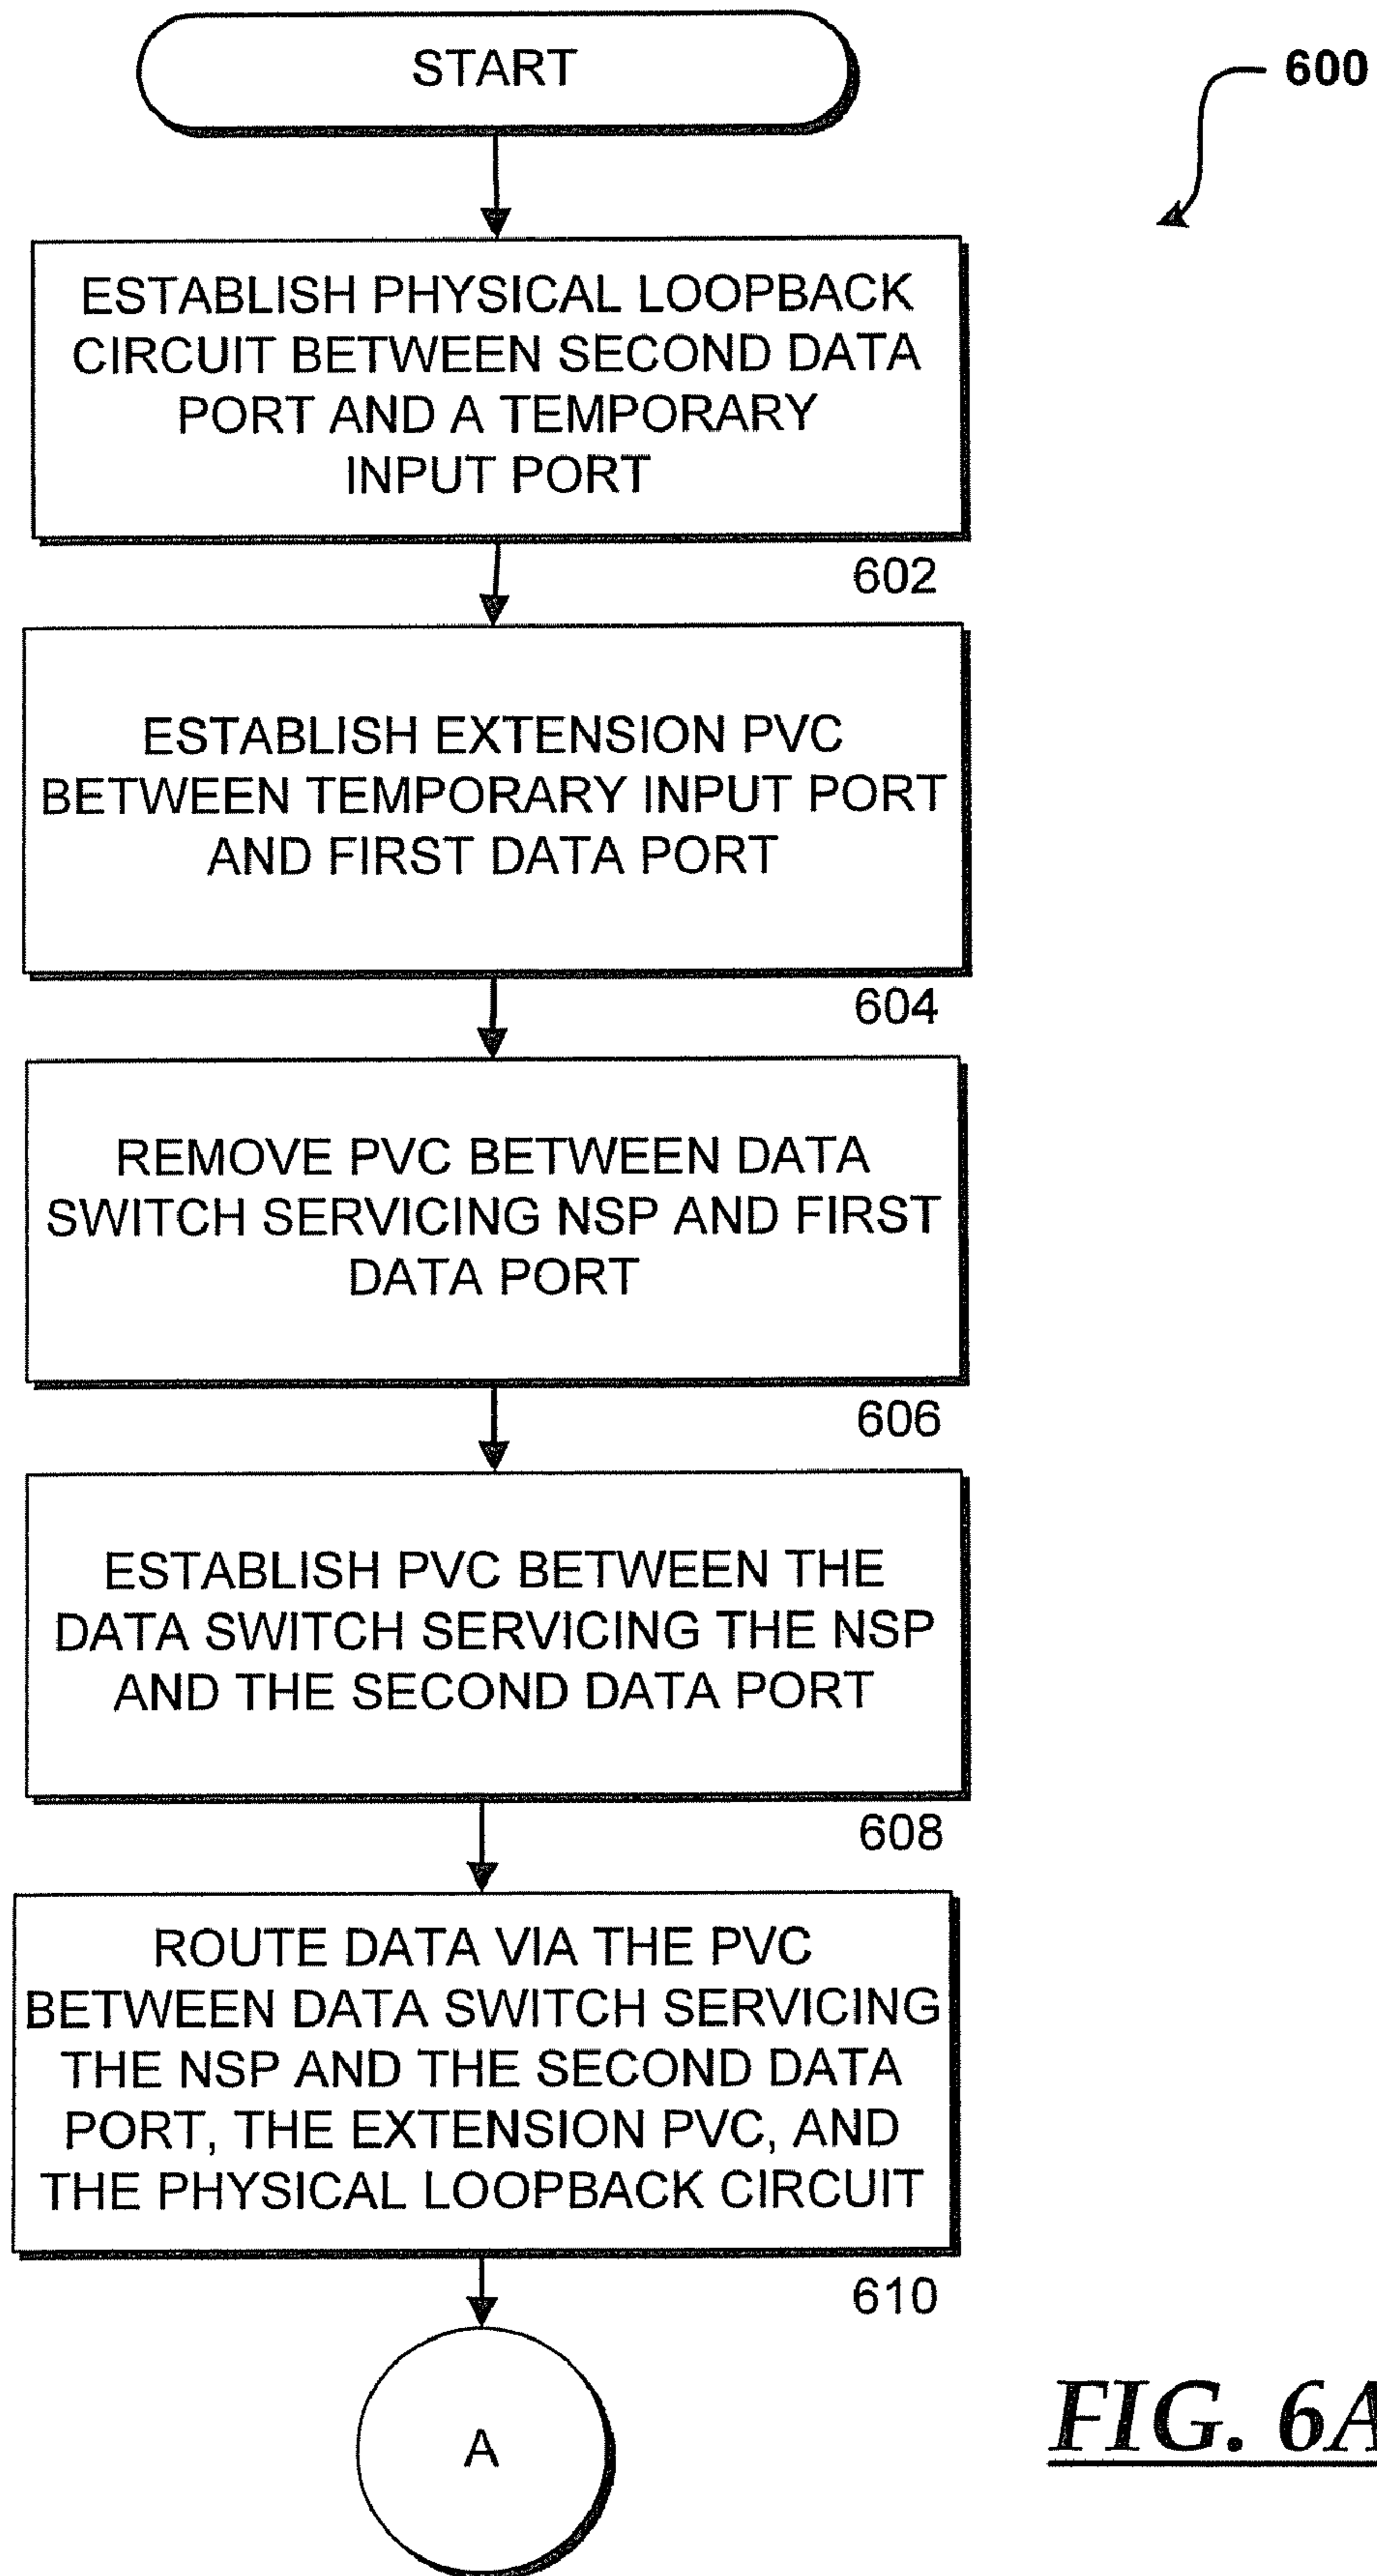 START
600
ESTABLISH PHYSICAL LOOPBACK
CIRCUIT BETWEEN SECOND DATA
PORT AND A TEMPORARY
INPUT PORT
602
ESTABLISH EXTENSION PVC
BETWEEN TEMPORARY INPUT PORT
AND FIRST DATA PORT
604
REMOVE PVC BETWEEN DATA
SWITCH SERVICING NSP AND FIRST
DATA PORT
606
ESTABLISH PVC BETWEEN THE
DATA SWITCH SERVICING THE NSP
AND THE SECOND DATA PORT
608
ROUTE DATA VIA THE PVC
BETWEEN DATA SWITCH SERVICING
THE NSP AND THE SECOND DATA
PORT, THE EXTENSION PVC, AND
THE PHYSICAL LOOPBACK CIRCUIT
610
A
FIG. 6A